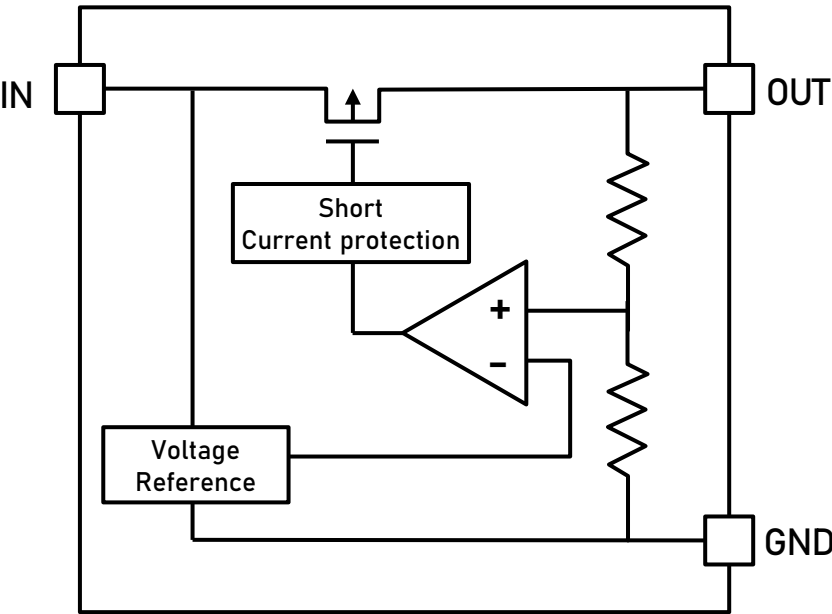 IN
OUT
Short
Current protection
+
-
Voltage
Reference
GND